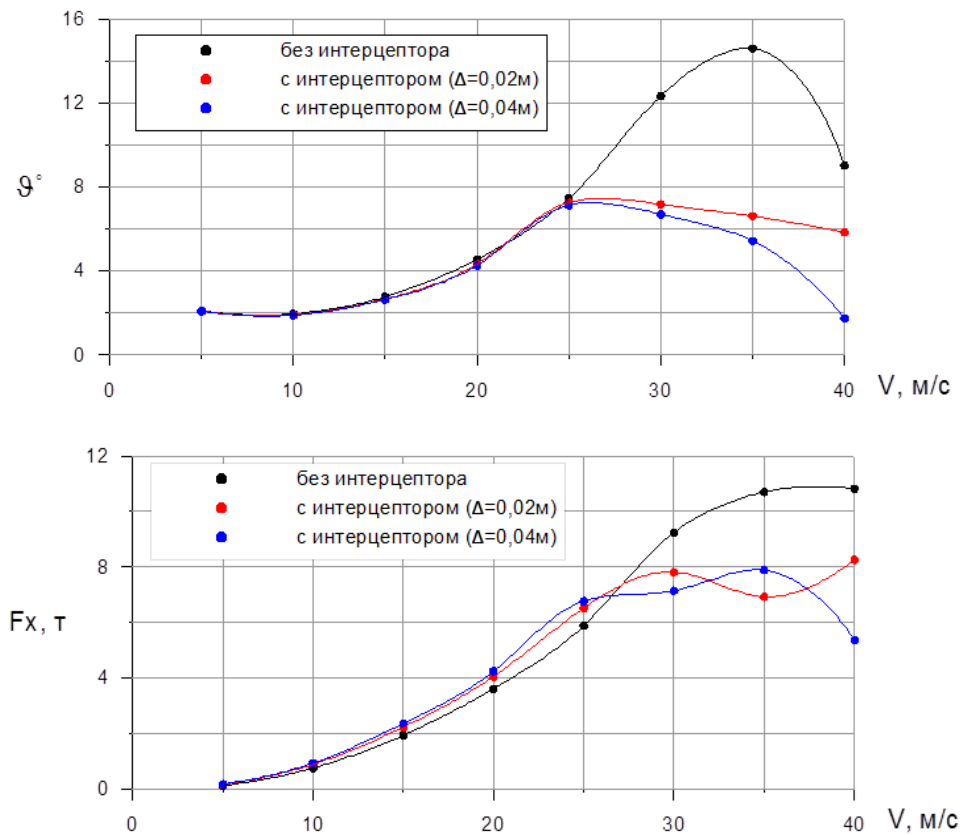 16
без интерцептора
с интерцептором (Δ=0,02м)
12
с интерцептором (Δ=0,04м)
ϑ°
8
4
0
0 10 20 30 40
V, м/с
12
без интерцептора
с интерцептором (Δ=0,02м)
с интерцептором (Δ=0,04м)
8
Fx, т
4
0
0 10 20 30 40
V, м/с